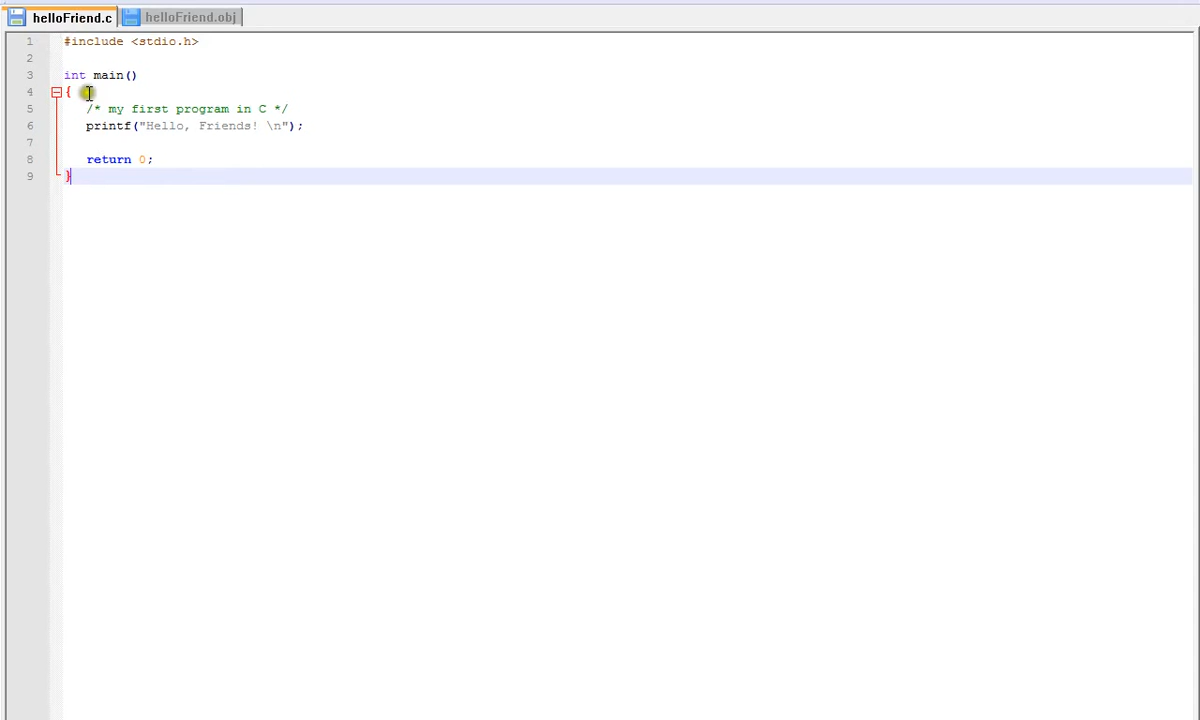 helloFriend.c helloFriend.obj
1 #include <stdio.h>
2
3 int main()
4 {
5 /* my first program in C */
6 printf("Hello, Friends! \n");
7
8 return 0;
9 }